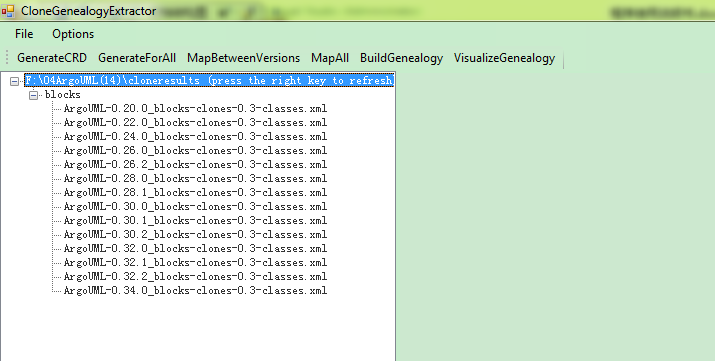 CloneGenealogyExtractor
File Options
GenerateCRD GenerateForAll MapBetweenVersions MapAll BuildGenealogy VisualizeGenealogy
F:\04ArgoUML(14)\cloneresults (press the right key to refresh
blocks
ArgoUML-0.20.0_blocks-clones-0.3-classes.xml
ArgoUML-0.22.0_blocks-clones-0.3-classes.xml
ArgoUML-0.24.0_blocks-clones-0.3-classes.xml
ArgoUML-0.26.0_blocks-clones-0.3-classes.xml
ArgoUML-0.26.2_blocks-clones-0.3-classes.xml
ArgoUML-0.28.0_blocks-clones-0.3-classes.xml
ArgoUML-0.28.1_blocks-clones-0.3-classes.xml
ArgoUML-0.30.0_blocks-clones-0.3-classes.xml
ArgoUML-0.30.1_blocks-clones-0.3-classes.xml
ArgoUML-0.30.2_blocks-clones-0.3-classes.xml
ArgoUML-0.32.0_blocks-clones-0.3-classes.xml
ArgoUML-0.32.1_blocks-clones-0.3-classes.xml
ArgoUML-0.32.2_blocks-clones-0.3-classes.xml
ArgoUML-0.34.0_blocks-clones-0.3-classes.xml